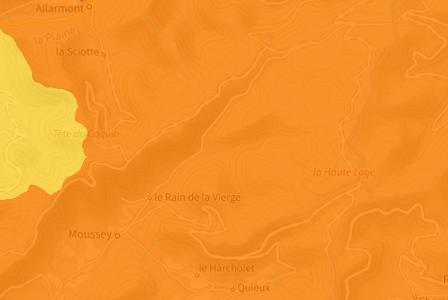 Allarmont
la Plaine
la Sciotte
Tête du Coquin
la Haute Loge
le Rain de la Vierge
Moussey
le Harcholet
Quieux